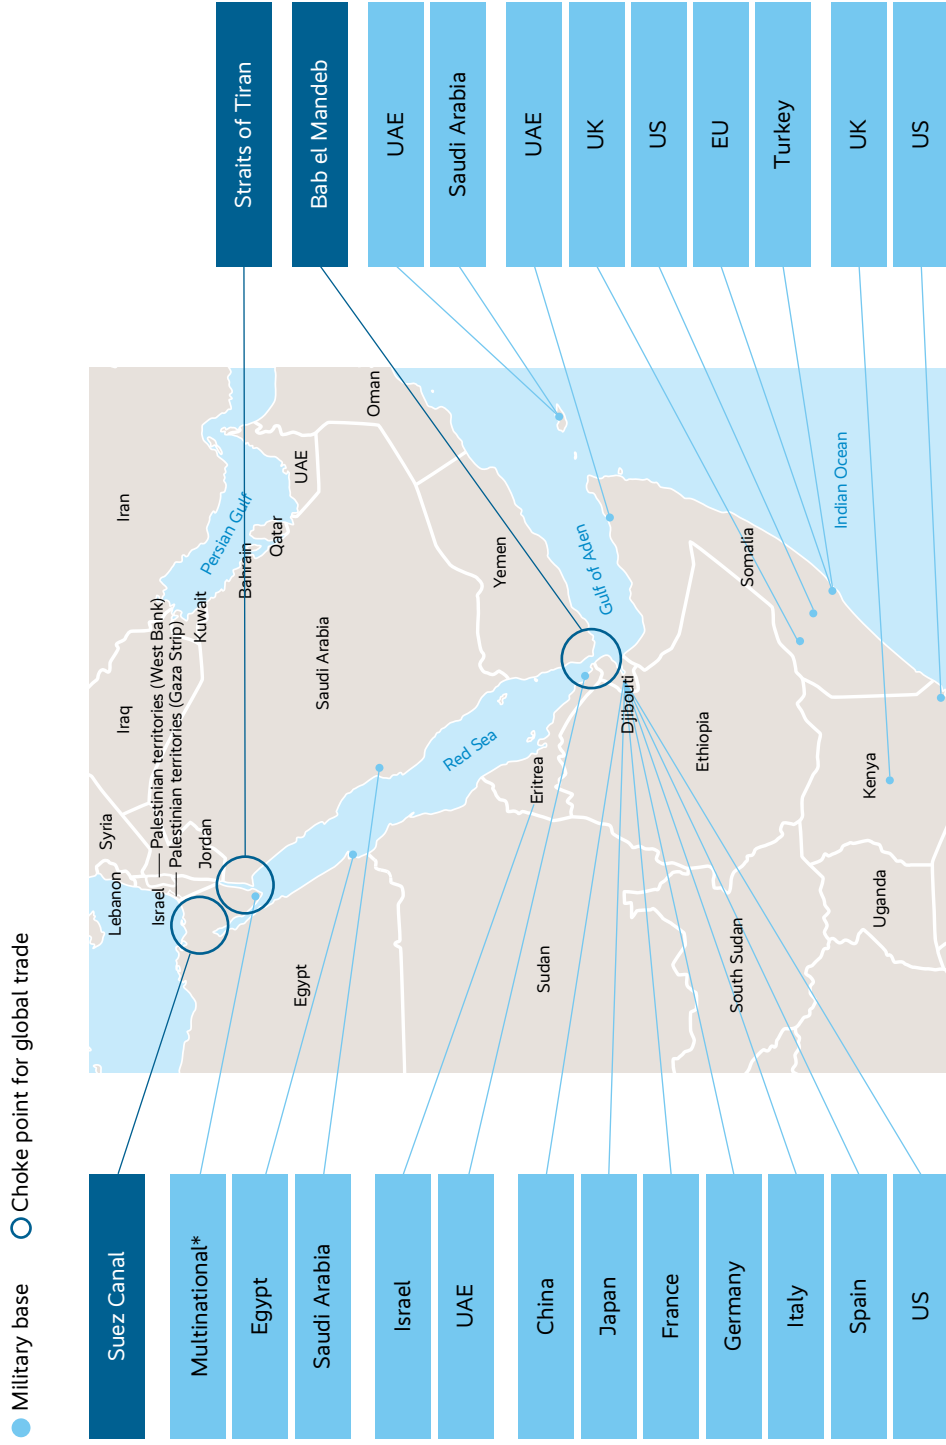 Military base
Choke point for global trade
Suez Canal
Multinational*
Egypt
Saudi Arabia
Israel
UAE
China
Japan
France
Germany
Italy
Spain
US
Lebanon
Syria
Iraq
Iran
Israel
Palestinian territories (West Bank)
Palestinian territories (Gaza Strip)
Jordan
Kuwait
Persian Gulf
Bahrain
Qatar
UAE
Oman
Egypt
Saudi Arabia
Red Sea
Yemen
Sudan
Eritrea
Gulf of Aden
Djibouti
Ethiopia
South Sudan
Somalia
Indian Ocean
Uganda
Kenya
Straits of Tiran
Bab el Mandeb
UAE
Saudi Arabia
UAE
UK
US
EU
Turkey
UK
US